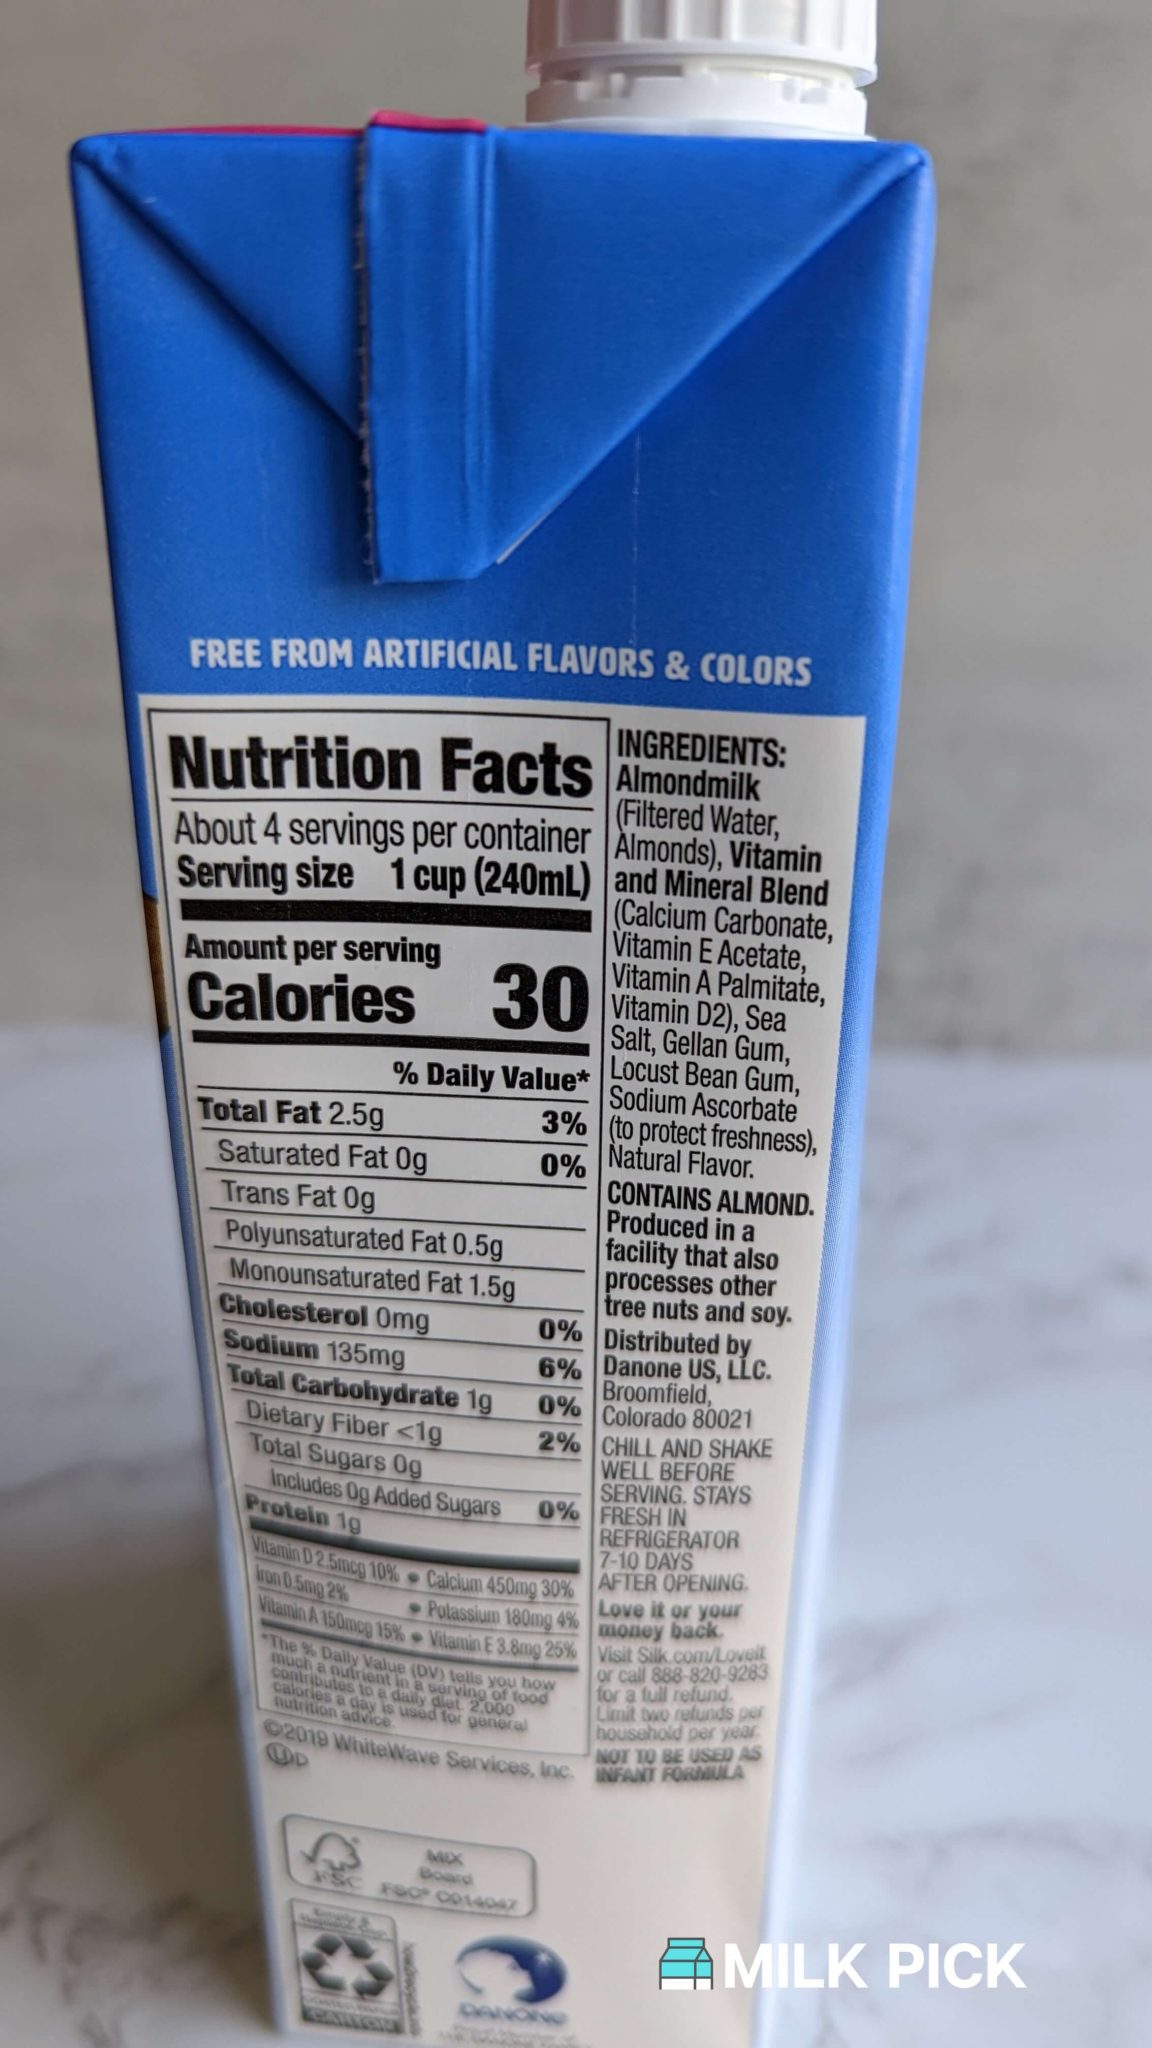 FREE FROM ARTIFICIAL FLAVORS & COLORS
Nutrition Facts
About 4 servings per container
Serving size 1 cup (240mL)
Amount per serving
Calories 30
% Daily Value*
Total Fat 2.5g 3%
Saturated Fat 0g 0%
Trans Fat 0g
Polyunsaturated Fat 0.5g
Monounsaturated Fat 1.5g
Cholesterol 0mg 0%
Sodium 135mg 6%
Total Carbohydrate 1g 0%
Dietary Fiber <1g 2%
Total Sugars 0g
Includes 0g Added Sugars 0%
Protein 1g
Vitamin D 2.5mcg 10% • Calcium 450mg 30%
Iron 0.5mg 2% • Potassium 180mg 4%
Vitamin A 150mcg 15% • Vitamin E 3.8mg 25%
*The % Daily Value (DV) tells you how
much a nutrient in a serving of food
contributes to a daily diet. 2,000
calories a day is used for general
nutrition advice.
©2019 WhiteWave Services, Inc.
UD
INGREDIENTS:
Almondmilk
(Filtered Water,
Almonds), Vitamin
and Mineral Blend
(Calcium Carbonate,
Vitamin E Acetate,
Vitamin A Palmitate,
Vitamin D2), Sea
Salt, Gellan Gum,
Locust Bean Gum,
Sodium Ascorbate
(to protect freshness),
Natural Flavor.
CONTAINS ALMOND.
Produced in a
facility that also
processes other
tree nuts and soy.
Distributed by
Danone US, LLC.
Broomfield,
Colorado 80021
CHILL AND SHAKE
WELL BEFORE
SERVING. STAYS
FRESH IN
REFRIGERATOR
7-10 DAYS
AFTER OPENING.
Love it or your
money back.
Visit Silk.com/LoveIt
or call 888-820-9283
for a full refund.
Limit two refunds per
household per year.
NOT TO BE USED AS
INFANT FORMULA
FSC
MIX
Board
FSC® C014047
CARTON
DANONE
MILK PICK